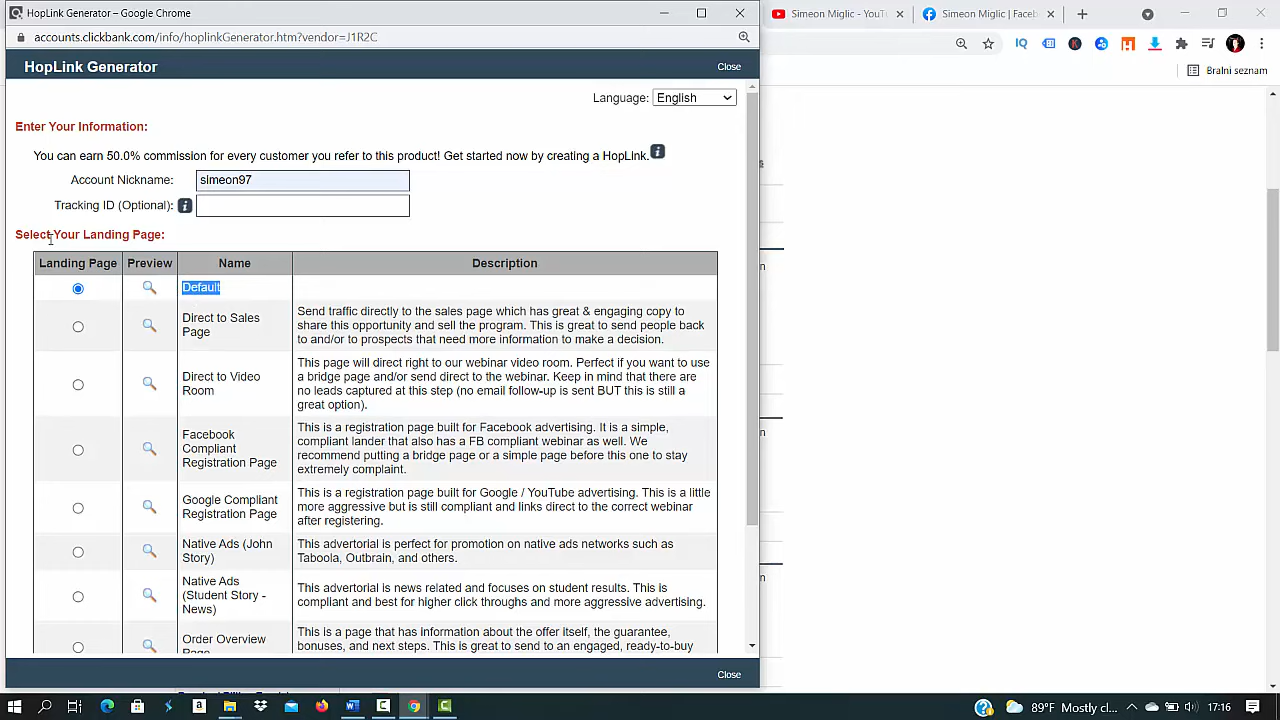 HopLink Generator – Google Chrome
Simeon Miglic - YouT
Simeon Miglic | Faceb
accounts.clickbank.com/info/hoplinkGenerator.htm?vendor=J1R2C
Bralni seznam
HopLink Generator
Close
Language: English
Enter Your Information:
You can earn 50.0% commission for every customer you refer to this product! Get started now by creating a HopLink.
Account Nickname: simeon97
Tracking ID (Optional):
Select Your Landing Page:
Landing Page Preview Name Description
Default
Direct to Sales
Page
Send traffic directly to the sales page which has great & engaging copy to
share this opportunity and sell the program. This is great to send people back
to and/or to prospects that need more information to make a decision.
Direct to Video
Room
This page will direct right to our webinar video room. Perfect if you want to use
a bridge page and/or send direct to the webinar. Keep in mind that there are
no leads captured at this step (no email follow-up is sent BUT this is still a
great option).
Facebook
Compliant
Registration Page
This is a registration page built for Facebook advertising. It is a simple,
compliant lander that also has a FB compliant webinar as well. We
recommend putting a bridge page or a simple page before this one to stay
extremely complaint.
Google Compliant
Registration Page
This is a registration page built for Google / YouTube advertising. This is a little
more aggressive but is still compliant and links direct to the correct webinar
after registering.
Native Ads (John
Story)
This advertorial is perfect for promotion on native ads networks such as
Taboola, Outbrain, and others.
Native Ads
(Student Story -
News)
This advertorial is news related and focuses on student results. This is
compliant and best for higher click throughs and more aggressive advertising.
Order Overview
Page
This is a page that has information about the offer itself, the guarantee,
bonuses, and next steps. This is great to send to an engaged, ready-to-buy
Close
89°F Mostly cl...
17:16